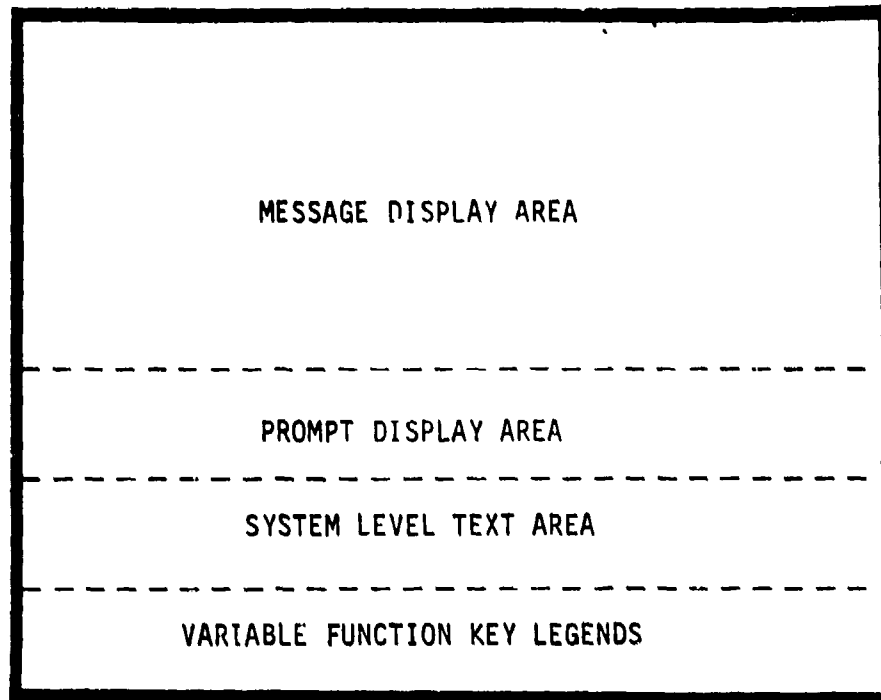 MESSAGE DISPLAY AREA
PROMPT DISPLAY AREA
SYSTEM LEVEL TEXT AREA
VARIABLE FUNCTION KEY LEGENDS